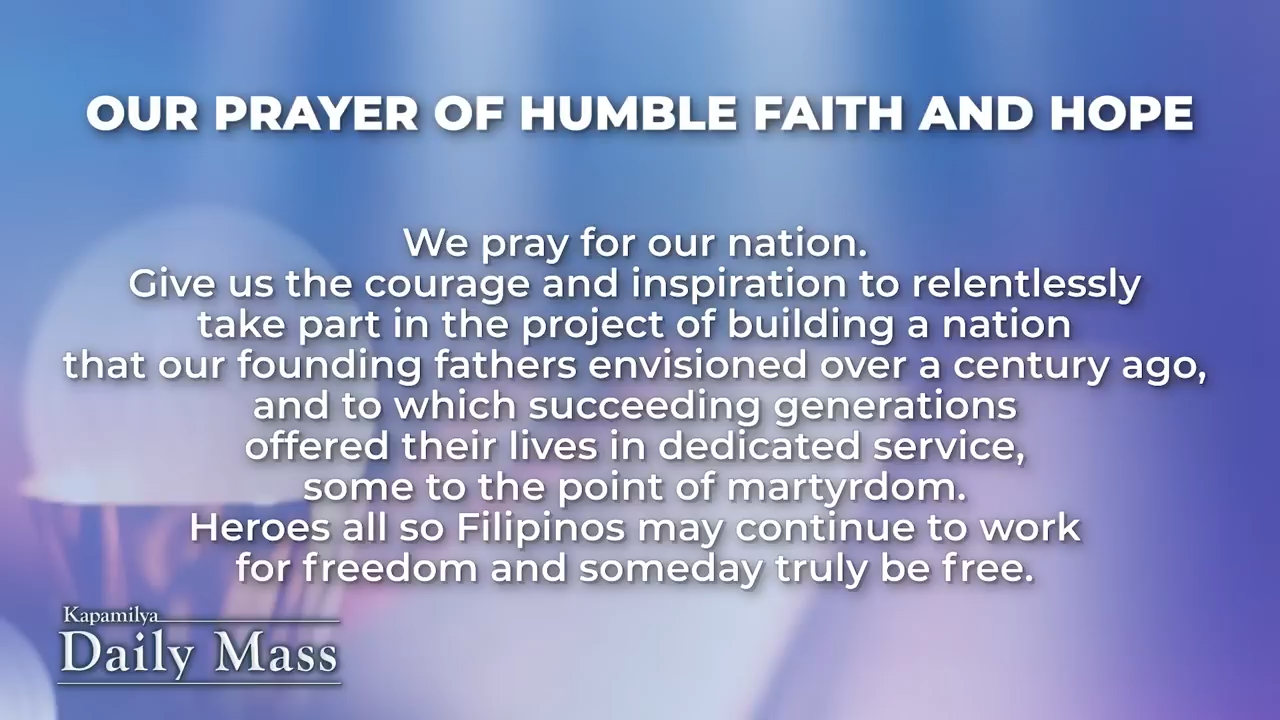 OUR PRAYER OF HUMBLE FAITH AND HOPE
We pray for our nation.
Give us the courage and inspiration to relentlessly
take part in the project of building a nation
that our founding fathers envisioned over a century ago,
and to which succeeding generations
offered their lives in dedicated service,
some to the point of martyrdom.
Heroes all so Filipinos may continue to work
for freedom and someday truly be free.
Kapamilya
Daily Mass